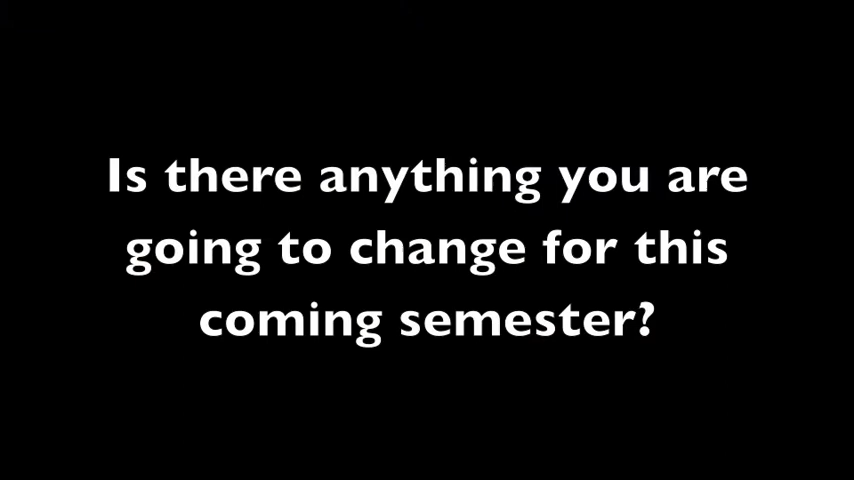 Is there anything you are
going to change for this
coming semester?